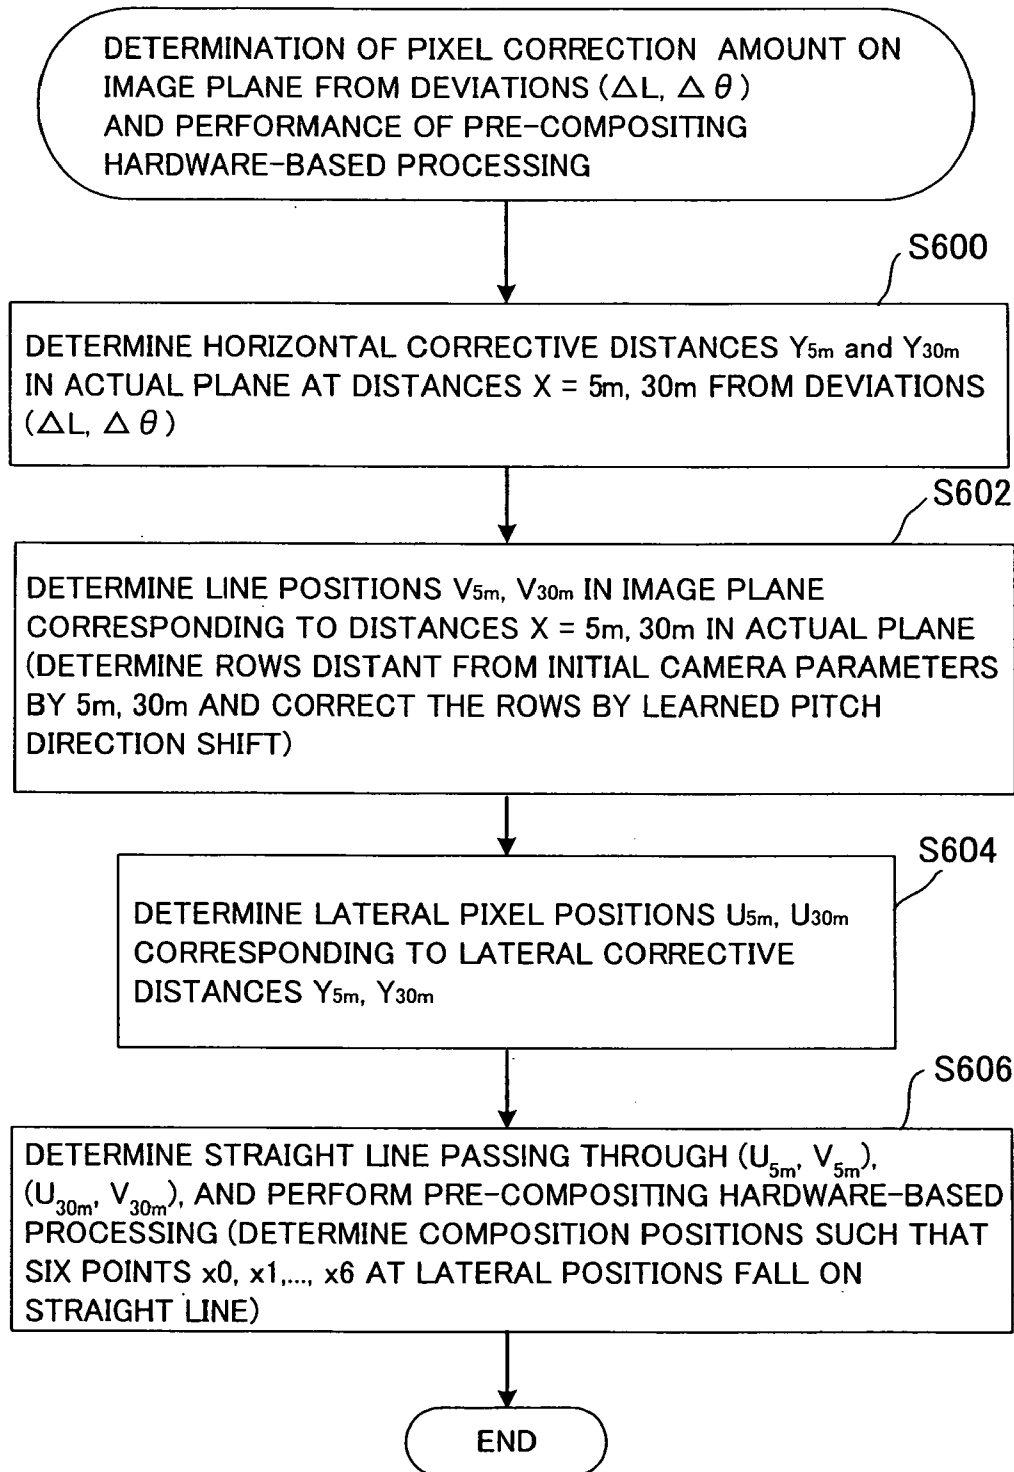 DETERMINATION OF PIXEL CORRECTION AMOUNT ON
IMAGE PLANE FROM DEVIATIONS (△L, △θ)
AND PERFORMANCE OF PRE-COMPOSITING
HARDWARE-BASED PROCESSING
S600
DETERMINE HORIZONTAL CORRECTIVE DISTANCES Y5m and Y30m
IN ACTUAL PLANE AT DISTANCES X = 5m, 30m FROM DEVIATIONS
(△L, △θ)
S602
DETERMINE LINE POSITIONS V5m, V30m IN IMAGE PLANE
CORRESPONDING TO DISTANCES X = 5m, 30m IN ACTUAL PLANE
(DETERMINE ROWS DISTANT FROM INITIAL CAMERA PARAMETERS
BY 5m, 30m AND CORRECT THE ROWS BY LEARNED PITCH
DIRECTION SHIFT)
S604
DETERMINE LATERAL PIXEL POSITIONS U5m, U30m
CORRESPONDING TO LATERAL CORRECTIVE
DISTANCES Y5m, Y30m
S606
DETERMINE STRAIGHT LINE PASSING THROUGH (U5m, V5m),
(U30m, V30m), AND PERFORM PRE-COMPOSITING HARDWARE-BASED
PROCESSING (DETERMINE COMPOSITION POSITIONS SUCH THAT
SIX POINTS x0, x1,..., x6 AT LATERAL POSITIONS FALL ON
STRAIGHT LINE)
END